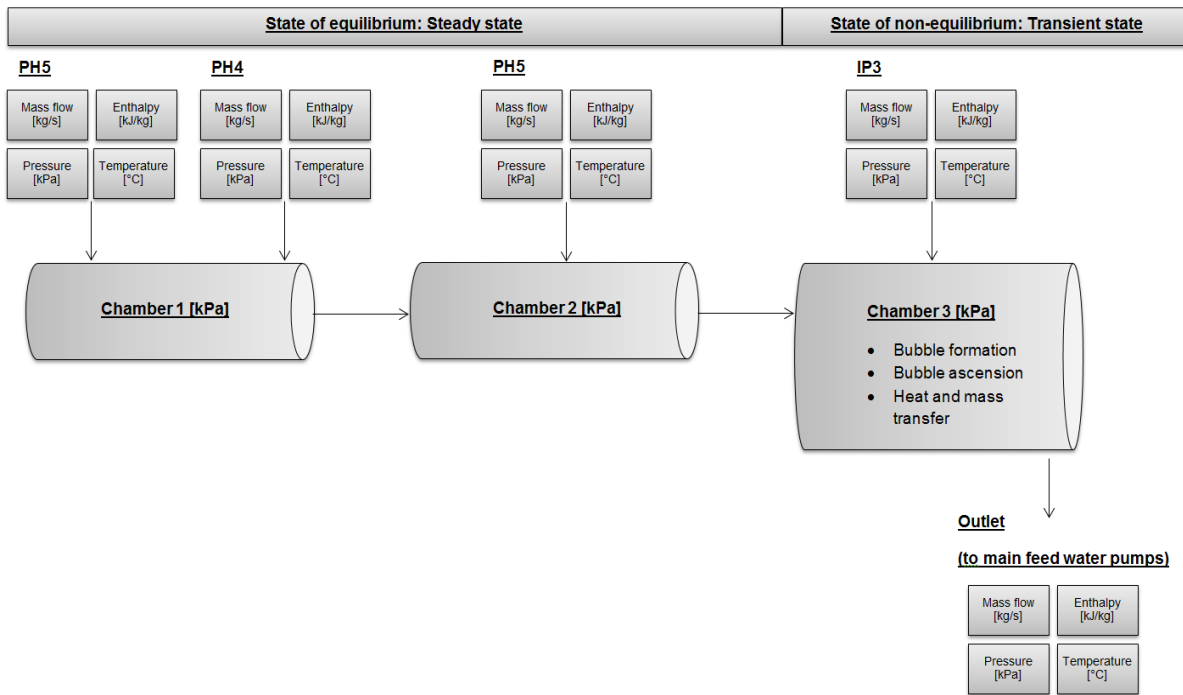 State of equilibrium: Steady state
State of non-equilibrium: Transient state
PH5
PH4
PH5
IP3
Mass flow
[kg/s]
Enthalpy
[kJ/kg]
Mass flow
[kg/s]
Enthalpy
[kJ/kg]
Mass flow
[kg/s]
Enthalpy
[kJ/kg]
Mass flow
[kg/s]
Enthalpy
[kJ/kg]
Pressure
[kPa]
Temperature
[°C]
Pressure
[kPa]
Temperature
[°C]
Pressure
[kPa]
Temperature
[°C]
Pressure
[kPa]
Temperature
[°C]
Chamber 1 [kPa]
Chamber 2 [kPa]
Chamber 3 [kPa]
• Bubble formation
• Bubble ascension
• Heat and mass
transfer
Outlet
(to main feed water pumps)
Mass flow
[kg/s]
Enthalpy
[kJ/kg]
Pressure
[kPa]
Temperature
[°C]